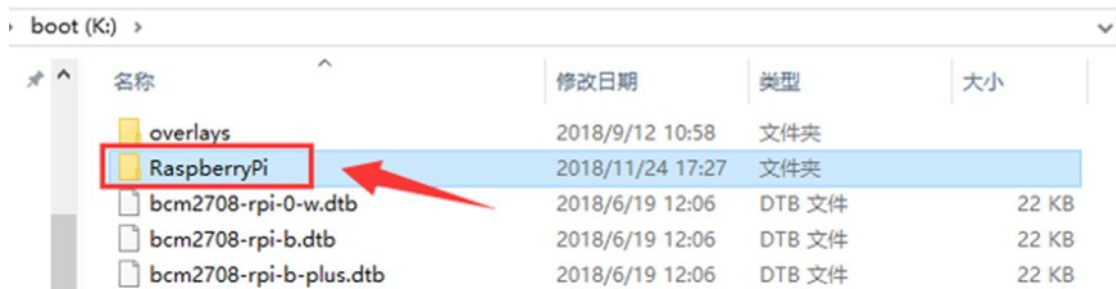 boot (K:)
名称 修改日期 类型 大小
overlays 2018/9/12 10:58 文件夹
RaspberryPi 2018/11/24 17:27 文件夹
bcm2708-rpi-0-w.dtb 2018/6/19 12:06 DTB 文件 22 KB
bcm2708-rpi-b.dtb 2018/6/19 12:06 DTB 文件 22 KB
bcm2708-rpi-b-plus.dtb 2018/6/19 12:06 DTB 文件 22 KB